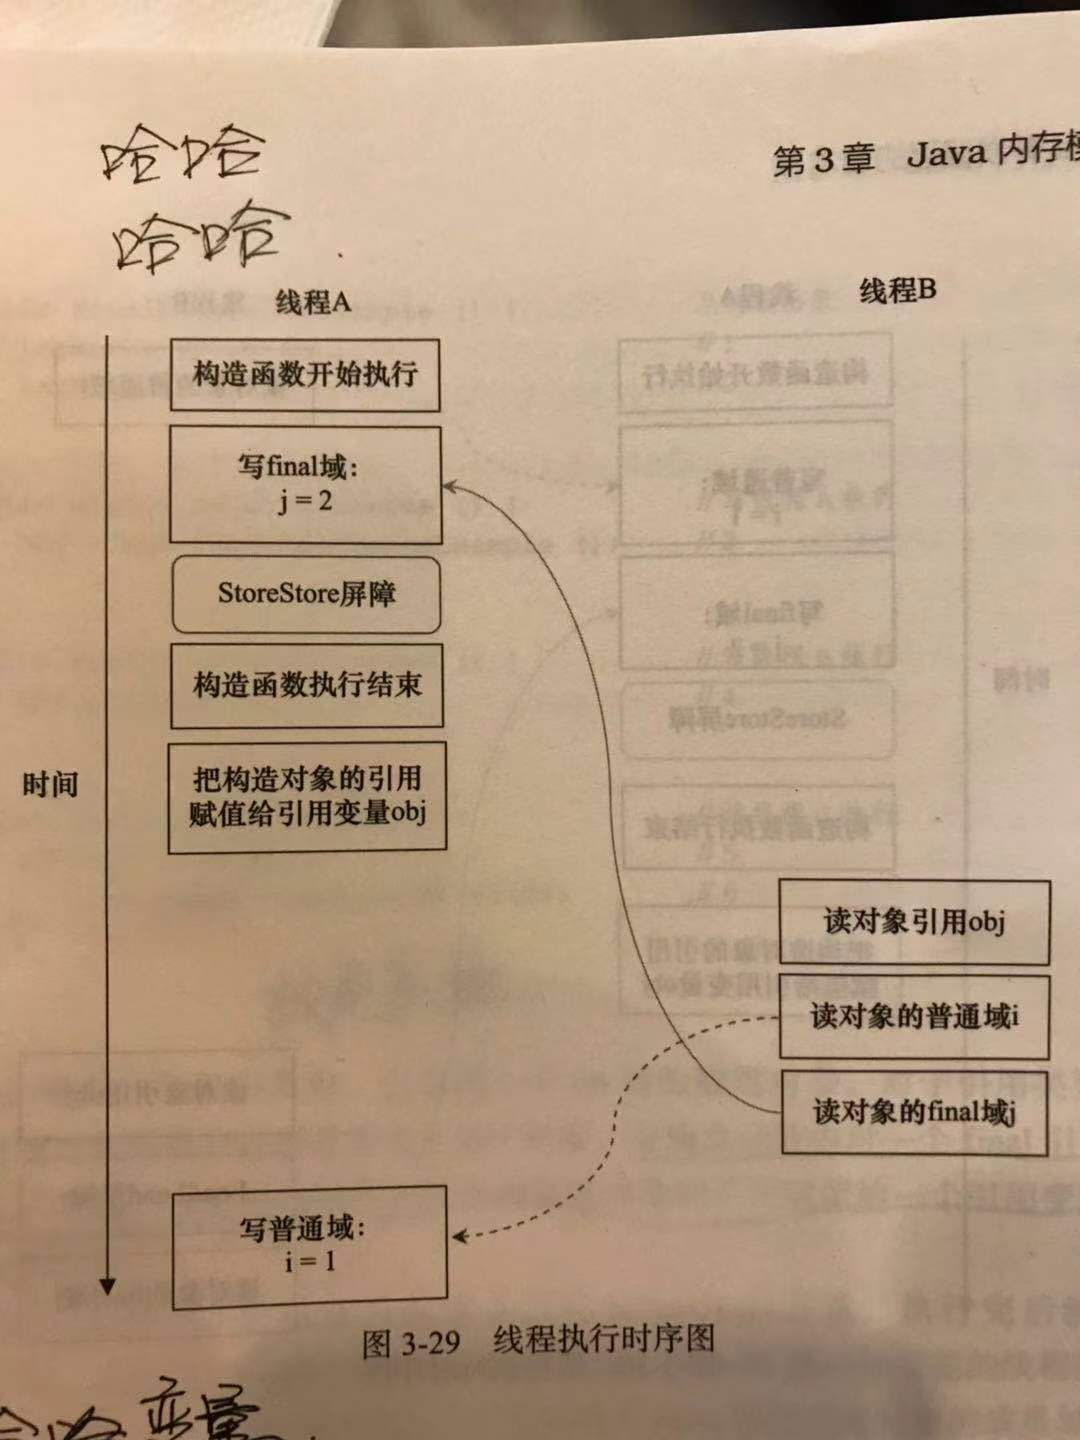 哈哈
第3章 Java 内存
哈哈
线程A
线程B
构造函数开始执行
写final域:
j = 2
StoreStore屏障
构造函数执行结束
时间
把构造对象的引用
赋值给引用变量obj
读对象引用obj
读对象的普通域i
读对象的final域j
写普通域:
i = 1
图 3-29 线程执行时序图
哈 变量